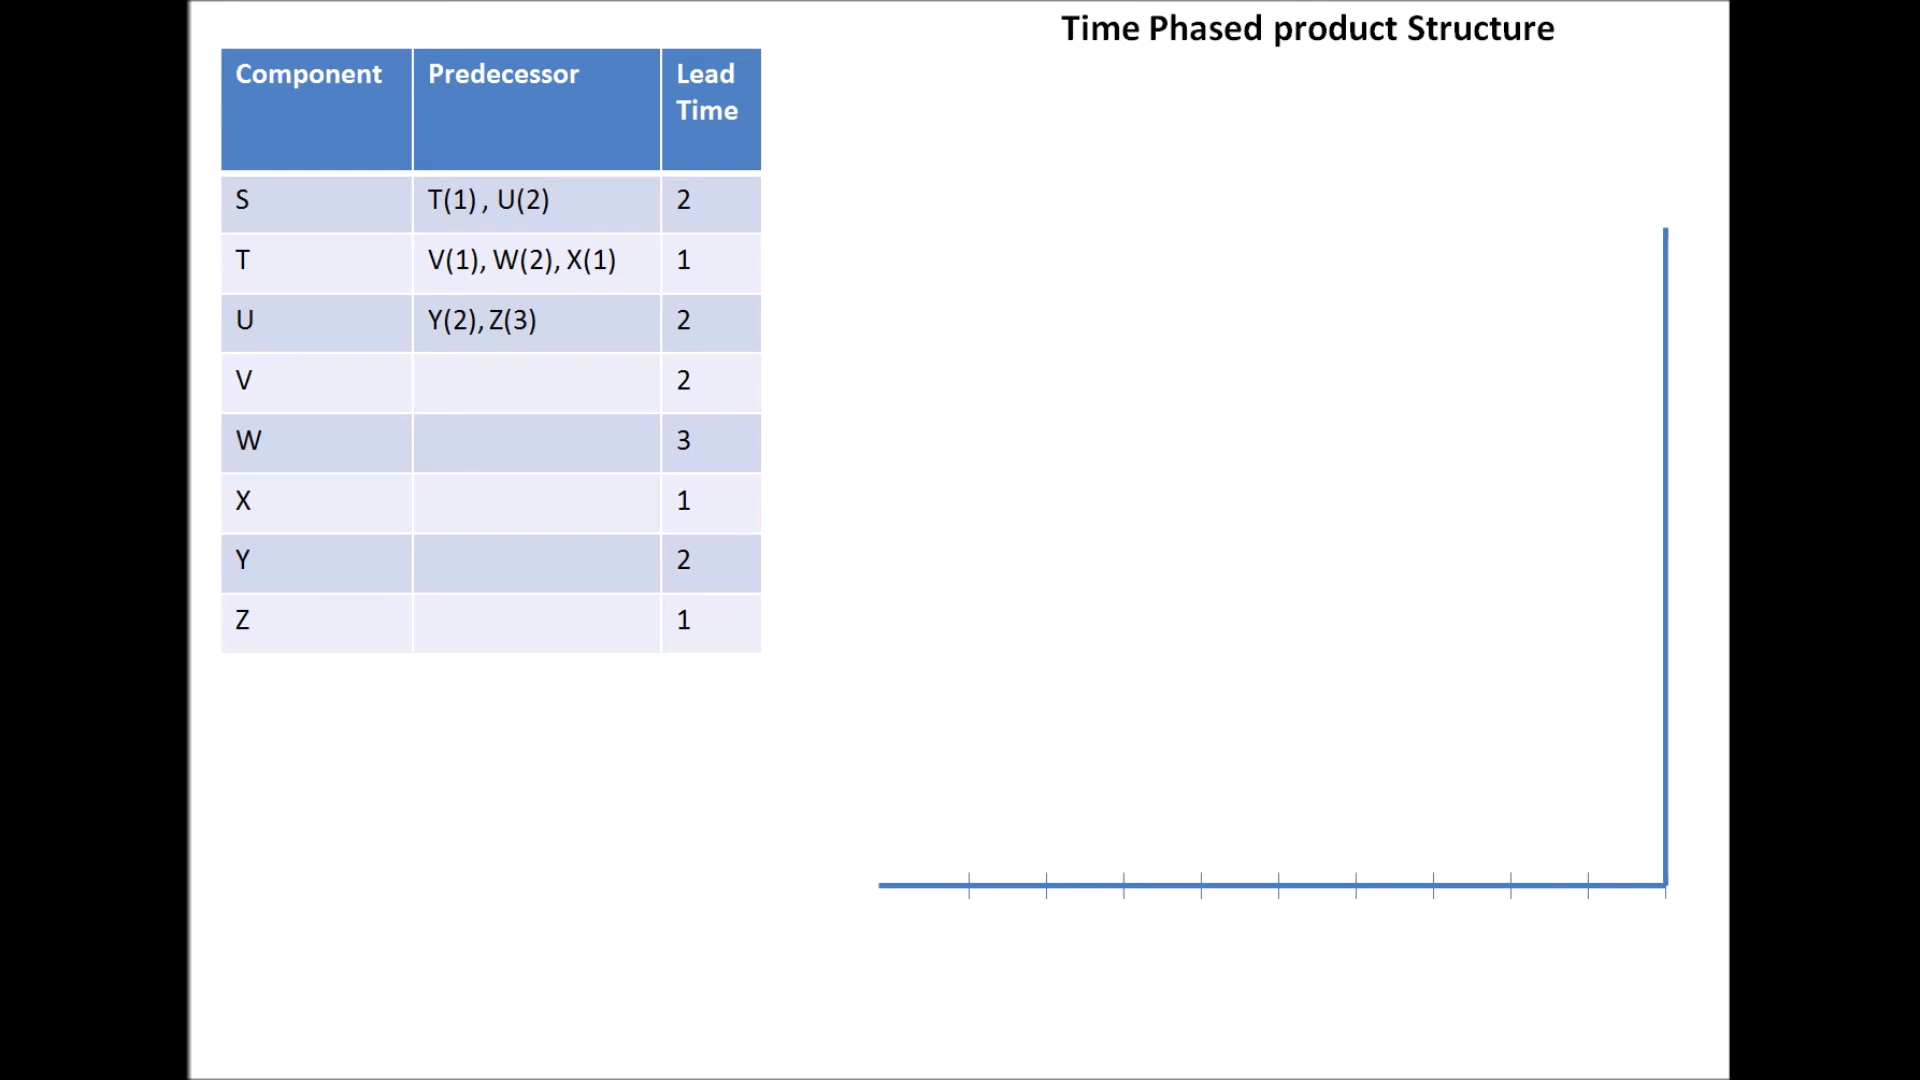 Time Phased product Structure
Component Predecessor Lead Time
S T(1) , U(2) 2
T V(1), W(2), X(1) 1
U Y(2), Z(3) 2
V 2
W 3
X 1
Y 2
Z 1